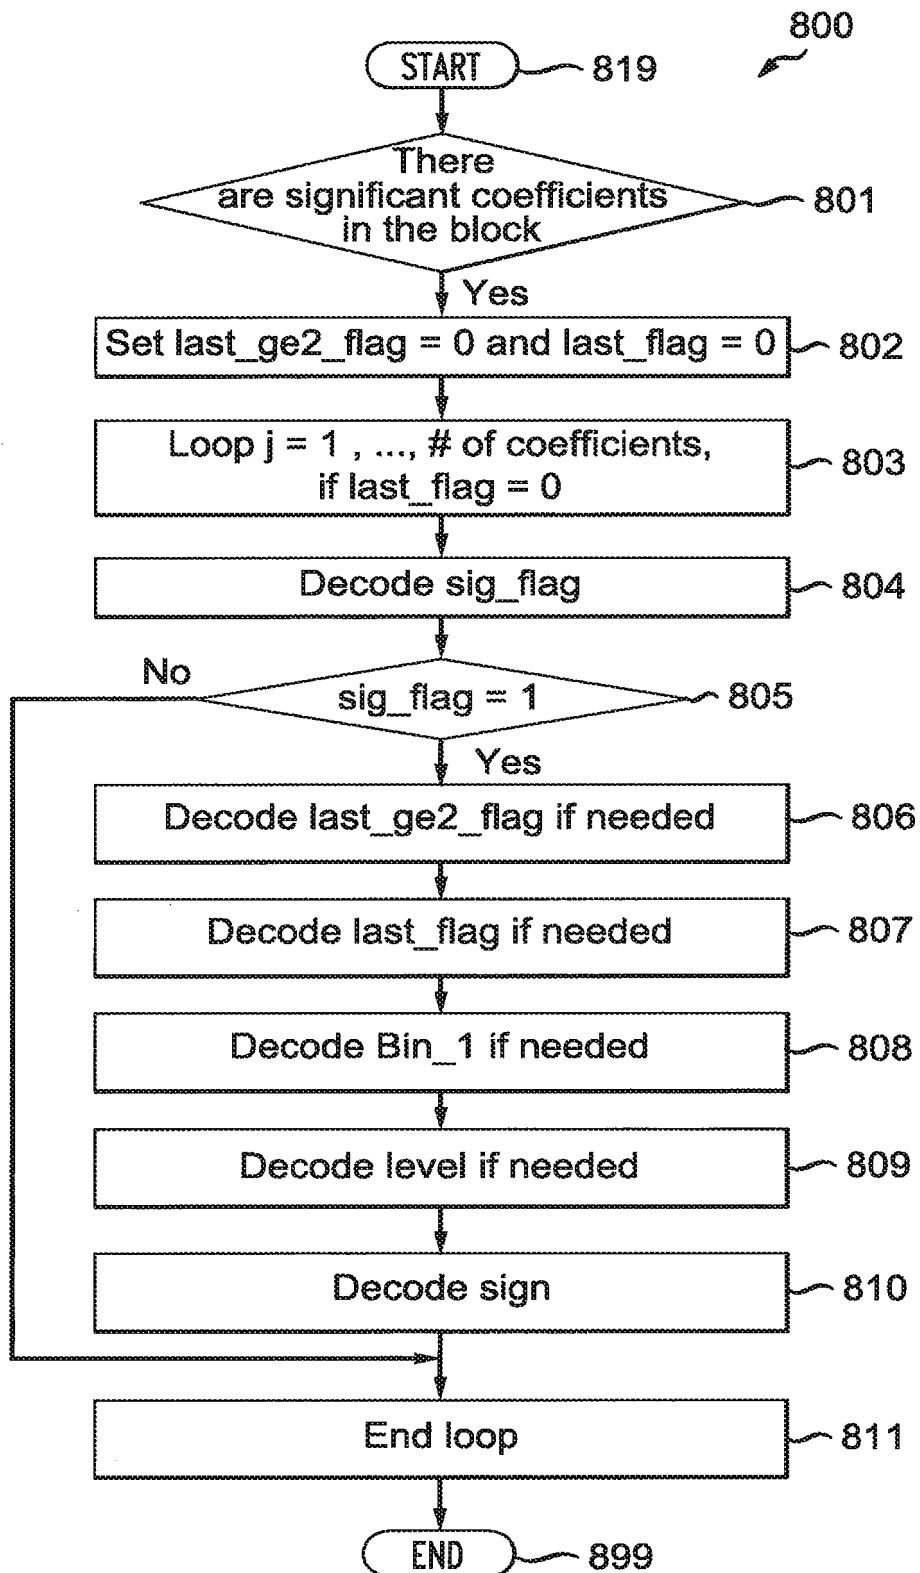 800
START
819
There
are significant coefficients
in the block
801
Yes
Set last_ge2_flag = 0 and last_flag = 0
802
Loop j = 1 , ..., # of coefficients,
if last_flag = 0
803
Decode sig_flag
804
No
sig_flag = 1
805
Yes
Decode last_ge2_flag if needed
806
Decode last_flag if needed
807
Decode Bin_1 if needed
808
Decode level if needed
809
Decode sign
810
End loop
811
END
899